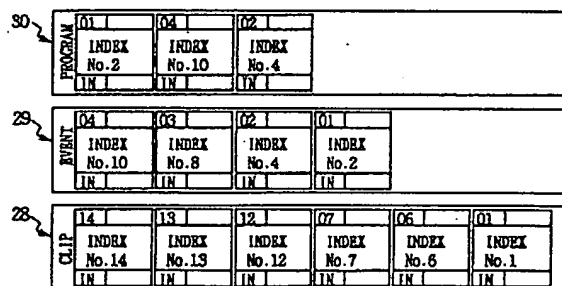 30
PROGRAM
01 04 02
INDEX INDEX INDEX
No.2 No.10 No.4
IN IN IN
29
EVENT
04 03 02 01
INDEX INDEX INDEX INDEX
No.10 No.8 No.4 No.2
IN IN IN IN
28
CLIP
14 13 12 07 06 01
INDEX INDEX INDEX INDEX INDEX INDEX
No.14 No.13 No.12 No.7 No.6 No.1
IN IN IN IN IN IN